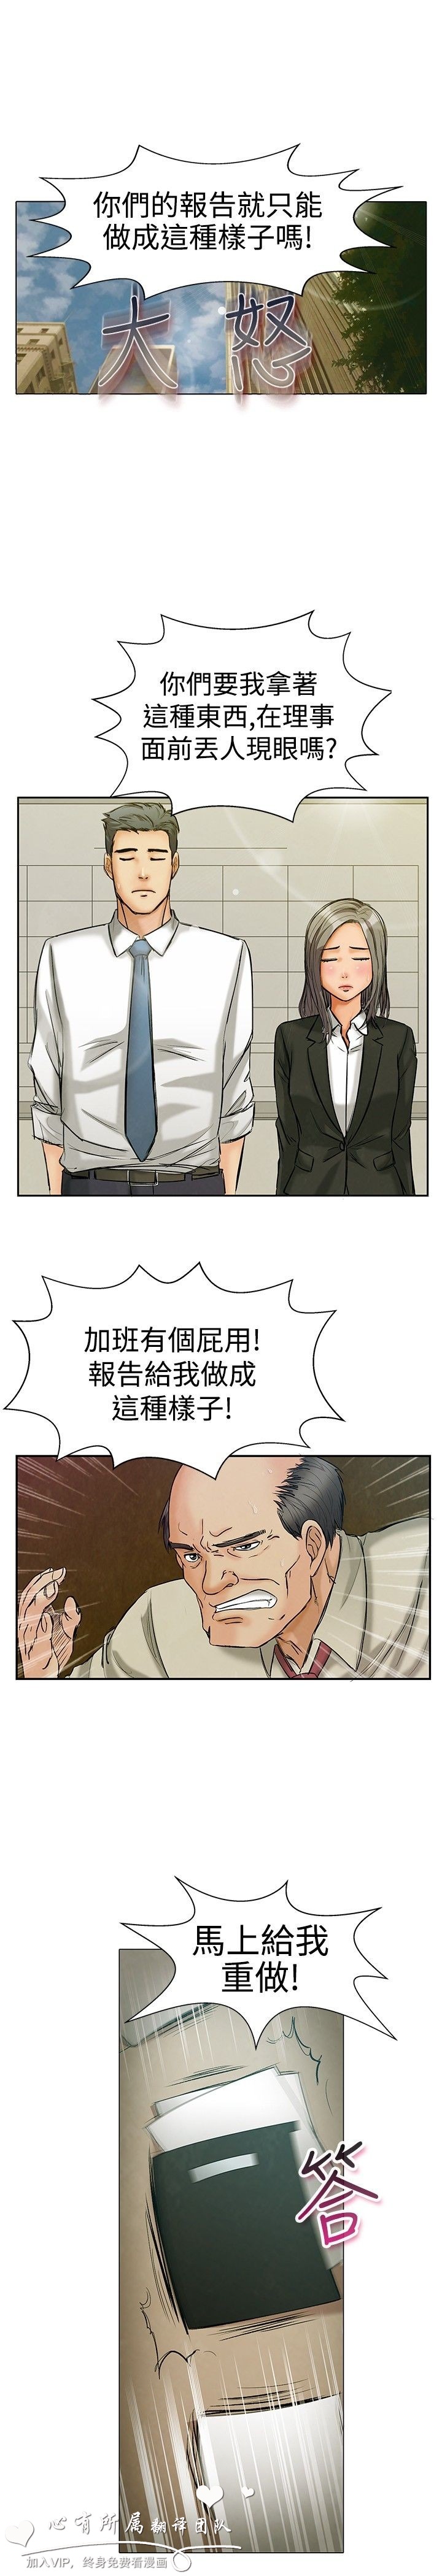 你們的報告就只能
做成這種樣子嗎!
大怒
你們要我拿著
這種東西,在理事
面前丟人現眼嗎?
加班有個屁用!
報告給我做成
這種樣子!
馬上給我
重做!
答
心有所属翻译团队
加入VIP，终身免费看漫画